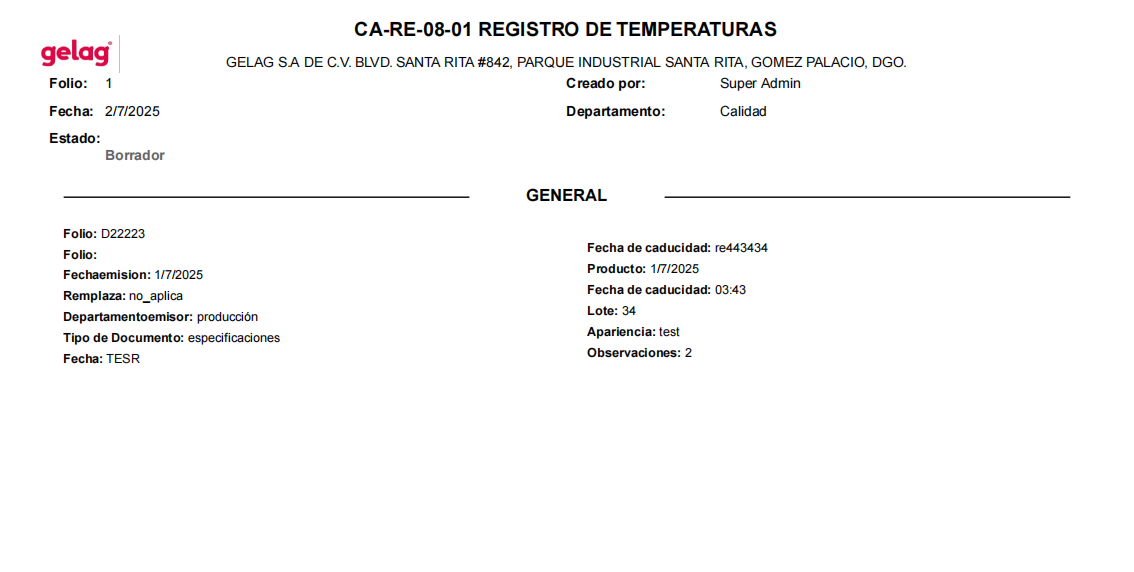 CA-RE-08-01 REGISTRO DE TEMPERATURAS
gelag
GELAG S.A DE C.V. BLVD. SANTA RITA #842, PARQUE INDUSTRIAL SANTA RITA, GOMEZ PALACIO, DGO.
Folio: 1
Creado por: Super Admin
Fecha: 2/7/2025
Departamento: Calidad
Estado:
Borrador
GENERAL
Folio: D22223
Folio:
Fechaemision: 1/7/2025
Remplaza: no_aplica
Departamentoemisor: producción
Tipo de Documento: especificaciones
Fecha: TESR
Fecha de caducidad: re443434
Producto: 1/7/2025
Fecha de caducidad: 03:43
Lote: 34
Apariencia: test
Observaciones: 2